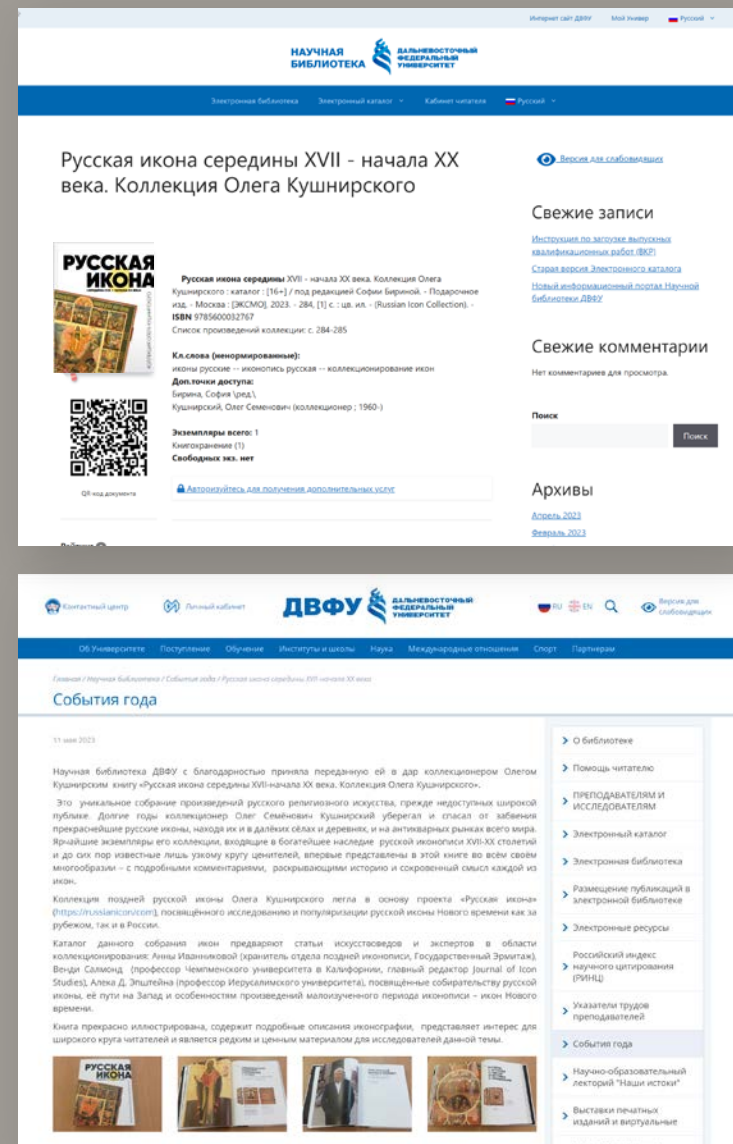 Интернет сайт ДВФУ Мой Универ Русский
НАУЧНАЯ
БИБЛИОТЕКА
ДАЛЬНЕВОСТОЧНЫЙ
ФЕДЕРАЛЬНЫЙ
УНИВЕРСИТЕТ
Электронная библиотека Электронный каталог Кабинет читателя Русский
Русская икона середины XVII - начала XX
века. Коллекция Олега Кушнирского
РУССКАЯ
ИКОНА
Русская икона середины XVII - начала XX века. Коллекция Олега
Кушнирского : каталог : [16+] / под редакцией Софии Бириной. - Подарочное
изд. - Москва : [ЭКСМО], 2023. - 284, [1] с. : цв. ил. - (Russian Icon Collection). -
ISBN 9785600032767
Список произведений коллекции: с. 284-285
Кл.слова (ненормированные):
иконы русские -- иконопись русская -- коллекционирование икон
Доп.точки доступа:
Бирина, София \ред.\
Кушнирский, Олег Семенович (коллекционер ; 1960-)
Экземпляры всего: 1
Книгохранение (1)
Свободных экз. нет
QR-код документа
Авторизуйтесь для получения дополнительных услуг
Рейтинг
Версия для слабовидящих
Свежие записи
Инструкция по загрузке выпускных
квалификационных работ (ВКР)
Старая версия Электронного каталога
Новый информационный портал Научной
библиотеки ДВФУ
Свежие комментарии
Нет комментариев для просмотра.
Поиск
Поиск
Архивы
Апрель 2023
Февраль 2023
Контактный центр Личный кабинет
ДВФУ
ДАЛЬНЕВОСТОЧНЫЙ
ФЕДЕРАЛЬНЫЙ
УНИВЕРСИТЕТ
RU EN
Версия для
слабовидящих
Об Университете Поступление Обучение Институты и школы Наука Международные отношения Спорт Партнерам
Главная / Научная библиотека / События года / Русская икона середины XVII-начала XX века
События года
11 мая 2023
Научная библиотека ДВФУ с благодарностью приняла переданную ей в дар коллекционером Олегом
Кушнирским книгу «Русская икона середины XVII-начала XX века. Коллекция Олега Кушнирского».
Это уникальное собрание произведений русского религиозного искусства, прежде недоступных широкой
публике. Долгие годы коллекционер Олег Семёнович Кушнирский уберегал и спасал от забвения
прекраснейшие русские иконы, находя их и в далёких сёлах и деревнях, и на антикварных рынках всего мира.
Ярчайшие экземпляры его коллекции, входящие в богатейшее наследие русской иконописи XVII-XX столетий
и до сих пор известные лишь узкому кругу ценителей, впервые представлены в этой книге во всём своём
многообразии – с подробными комментариями, раскрывающими историю и сокровенный смысл каждой из
икон.
Коллекция поздней русской иконы Олега Кушнирского легла в основу проекта «Русская икона»
(https://russianicon/com), посвящённого исследованию и популяризации русской иконы Нового времени как за
рубежом, так и в России.
Каталог данного собрания икон предваряют статьи искусствоведов и экспертов в области
коллекционирования: Анны Иванниковой (хранитель отдела поздней иконописи, Государственный Эрмитаж),
Венди Салмонд (профессор Чемпменского университета в Калифорнии, главный редактор Journal of Icon
Studies), Алека Д. Эпштейна (профессор Иерусалимского университета), посвящённые собирательству русской
иконы, её пути на Запад и особенностям произведений малоизученного периода иконописи – икон Нового
времени.
Книга прекрасно иллюстрирована, содержит подробные описания иконографии, представляет интерес для
широкого круга читателей и является редким и ценным материалом для исследователей данной темы.
РУССКАЯ
ИКОНА
О библиотеке
Помощь читателю
ПРЕПОДАВАТЕЛЯМ И
ИССЛЕДОВАТЕЛЯМ
Электронный каталог
Электронная библиотека
Размещение публикаций в
электронной библиотеке
Электронные ресурсы
Российский индекс
научного цитирования
(РИНЦ)
Указатели трудов
преподавателей
События года
Научно-образовательный
лекторий "Наши истоки"
Выставки печатных
изданий и виртуальные